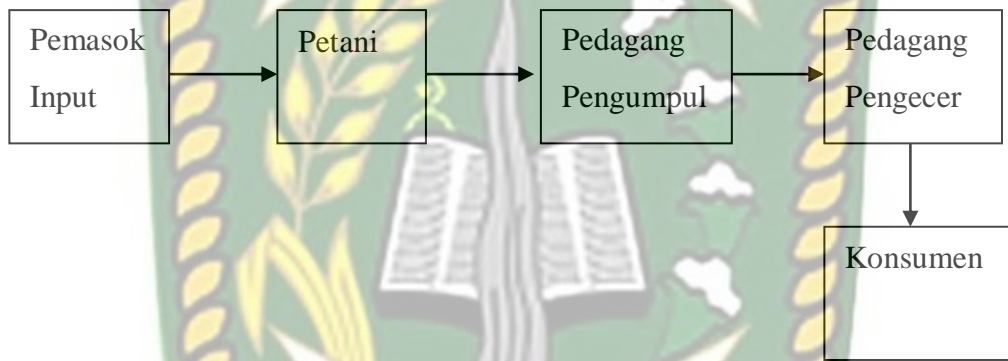 Pemasok
Input
Petani
Pedagang
Pengumpul
Pedagang
Pengecer
Konsumen